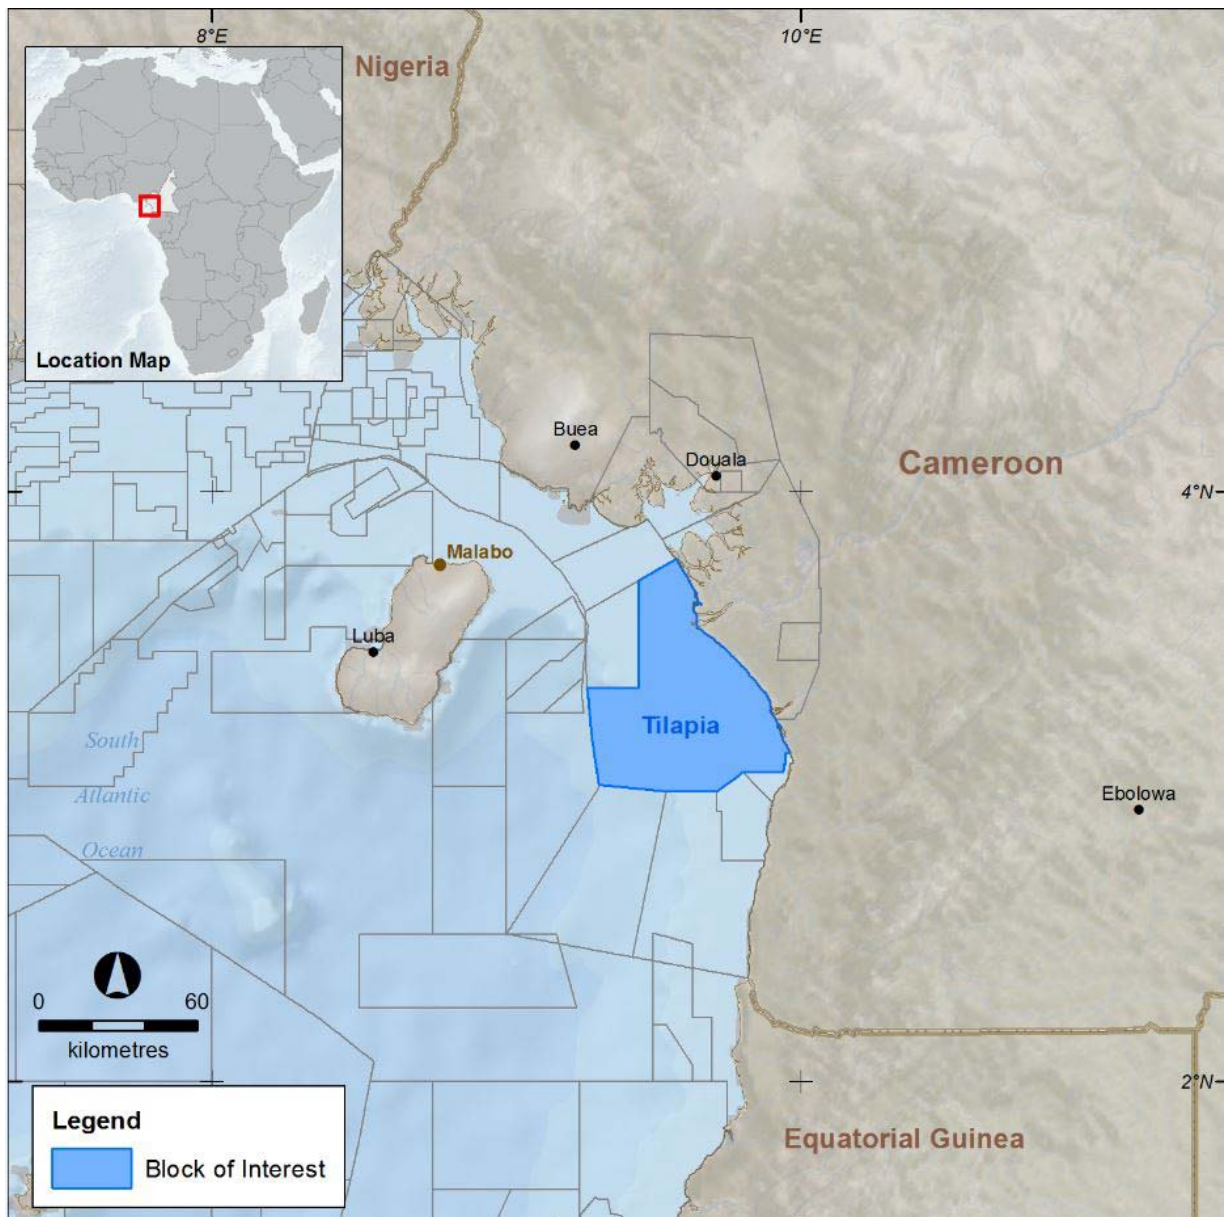 8°E
10°E
Nigeria
Location Map
Buea
Douala
Cameroon
4°N
Malabo
Luba
Tilapia
South
Atlantic
Ocean
Ebolowa
0 60
kilometres
2°N
Legend
Block of Interest
Equatorial Guinea